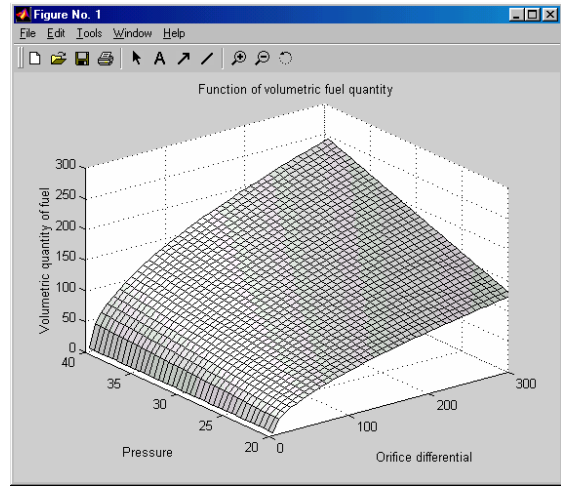 Figure No. 1
File Edit Tools Window Help
A
Function of volumetric fuel quantity
300
250
200
150
100
50
0
Volumetric quantity of fuel
40
35
30
25
20
Pressure
0
100
200
300
Orifice differential